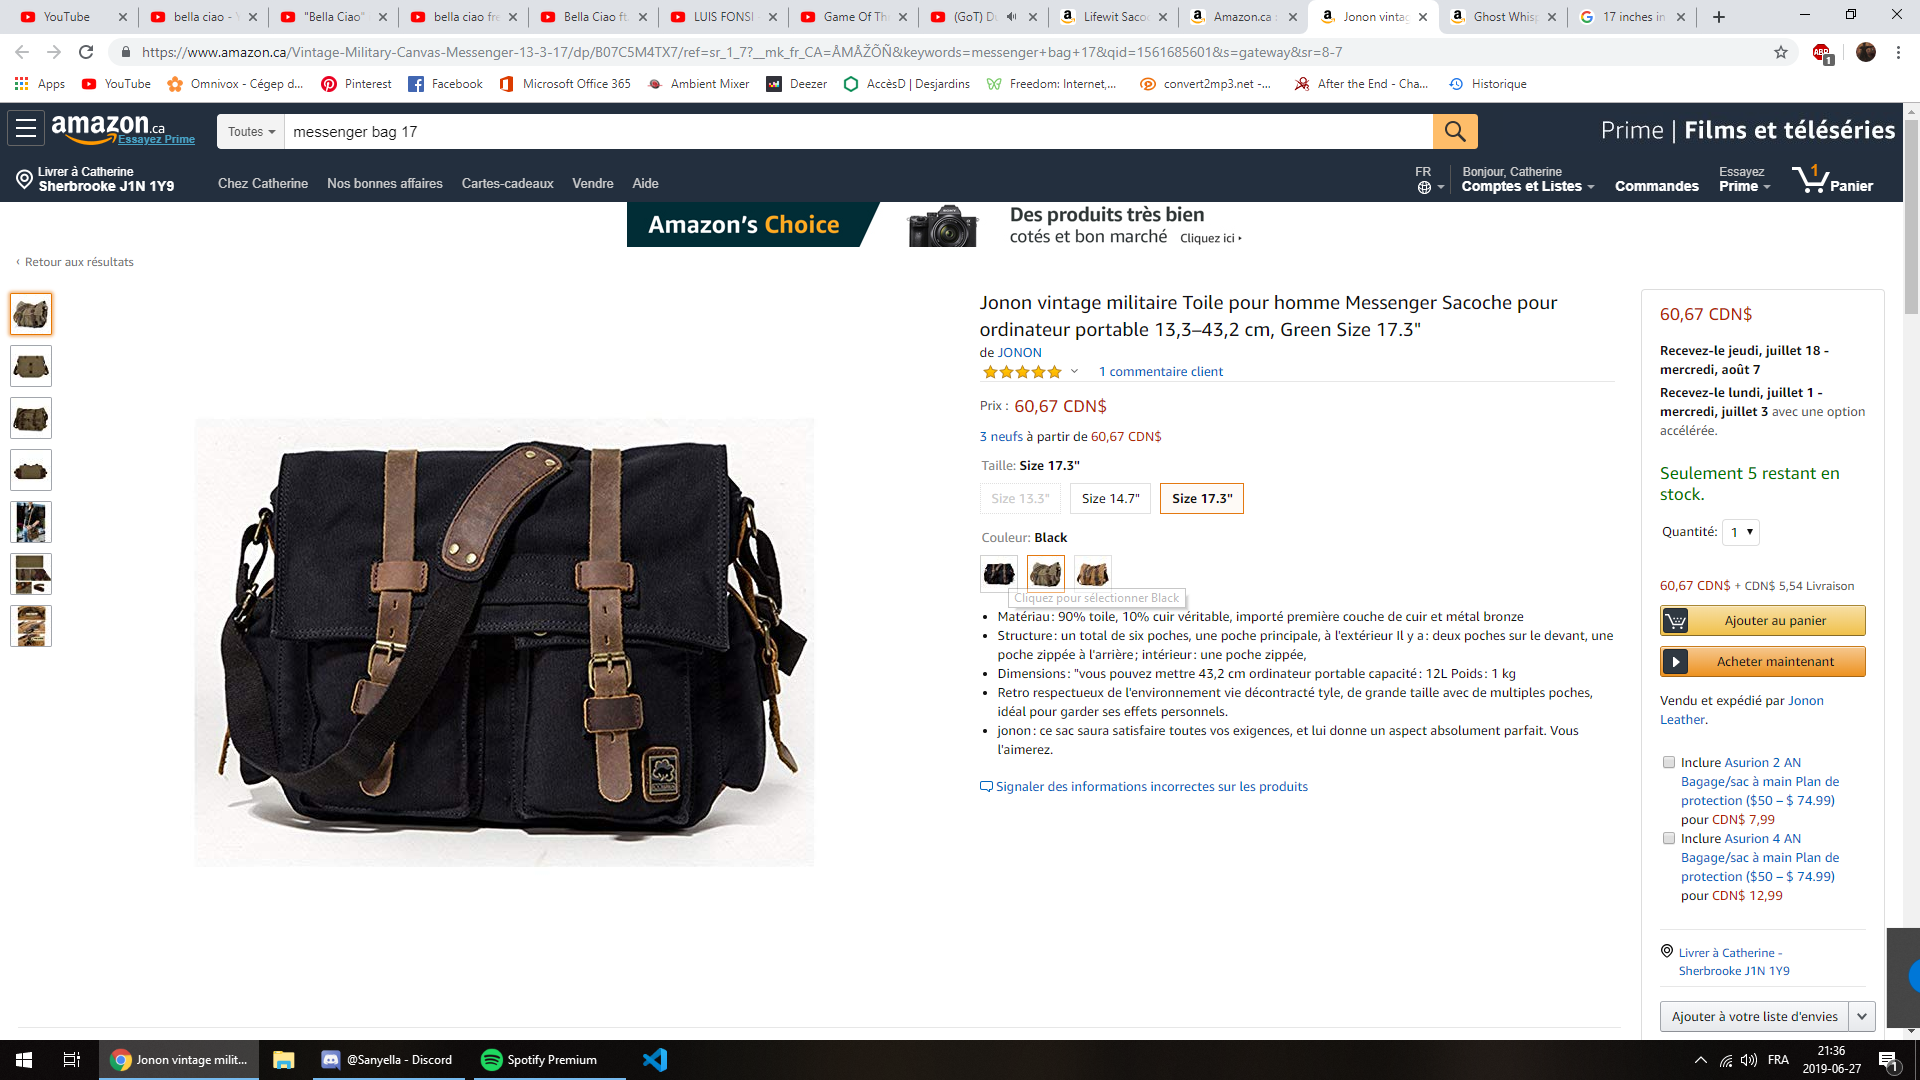 YouTube
bella ciao - Y
"Bella Ciao"
bella ciao fre
Bella Ciao ft.
LUIS FONSI
Game Of Th
(GoT) Du
Lifewit Saco
Amazon.ca :
Jonon vintag
Ghost Whisp
17 inches in
https://www.amazon.ca/Vintage-Military-Canvas-Messenger-13-3-17/dp/B07C5M4TX7/ref=sr_1_7?__mk_fr_CA=ÅMÅŽÕÑ&keywords=messenger+bag+17&qid=1561685601&s=gateway&sr=8-7
ABP
1
Apps
YouTube
Omnivox - Cégep d...
Pinterest
Facebook
Microsoft Office 365
Ambient Mixer
Deezer
AccèsD | Desjardins
Freedom: Internet,...
convert2mp3.net -...
After the End - Cha...
Historique
amazon.ca
Essayez Prime
Toutes
messenger bag 17
Prime | Films et téléséries
Livrer à Catherine
Sherbrooke J1N 1Y9
Chez Catherine
Nos bonnes affaires
Cartes-cadeaux
Vendre
Aide
FR
Bonjour, Catherine
Comptes et Listes
Commandes
Essayez
Prime
1
Panier
Amazon's Choice
Des produits très bien
cotés et bon marché Cliquez ici ›
‹ Retour aux résultats
Jonon vintage militaire Toile pour homme Messenger Sacoche pour
ordinateur portable 13,3–43,2 cm, Green Size 17.3"
de JONON
1 commentaire client
Prix : 60,67 CDN$
3 neufs à partir de 60,67 CDN$
Taille: Size 17.3"
Size 13.3"
Size 14.7"
Size 17.3"
Couleur: Black
Cliquez pour sélectionner Black
Matériau : 90% toile, 10% cuir véritable, importé première couche de cuir et métal bronze
Structure : un total de six poches, une poche principale, à l'extérieur Il y a : deux poches sur le devant, une
poche zippée à l'arrière ; intérieur : une poche zippée,
Dimensions : "vous pouvez mettre 43,2 cm ordinateur portable capacité : 12L Poids : 1 kg
Retro respectueux de l'environnement vie décontracté tyle, de grande taille avec de multiples poches,
idéal pour garder ses effets personnels.
jonon : ce sac saura satisfaire toutes vos exigences, et lui donne un aspect absolument parfait. Vous
l'aimerez.
Signaler des informations incorrectes sur les produits
60,67 CDN$
Recevez-le jeudi, juillet 18 -
mercredi, août 7
Recevez-le lundi, juillet 1 -
mercredi, juillet 3 avec une option
accélérée.
Seulement 5 restant en
stock.
Quantité: 1
60,67 CDN$ + CDN$ 5,54 Livraison
Ajouter au panier
Acheter maintenant
Vendu et expédié par Jonon
Leather.
Inclure Asurion 2 AN
Bagage/sac à main Plan de
protection ($50 – $ 74.99)
pour CDN$ 7,99
Inclure Asurion 4 AN
Bagage/sac à main Plan de
protection ($50 – $ 74.99)
pour CDN$ 12,99
Livrer à Catherine -
Sherbrooke J1N 1Y9
Ajouter à votre liste d'envies
Jonon vintage milit...
@Sanyella - Discord
Spotify Premium
FRA
21:36
2019-06-27
1